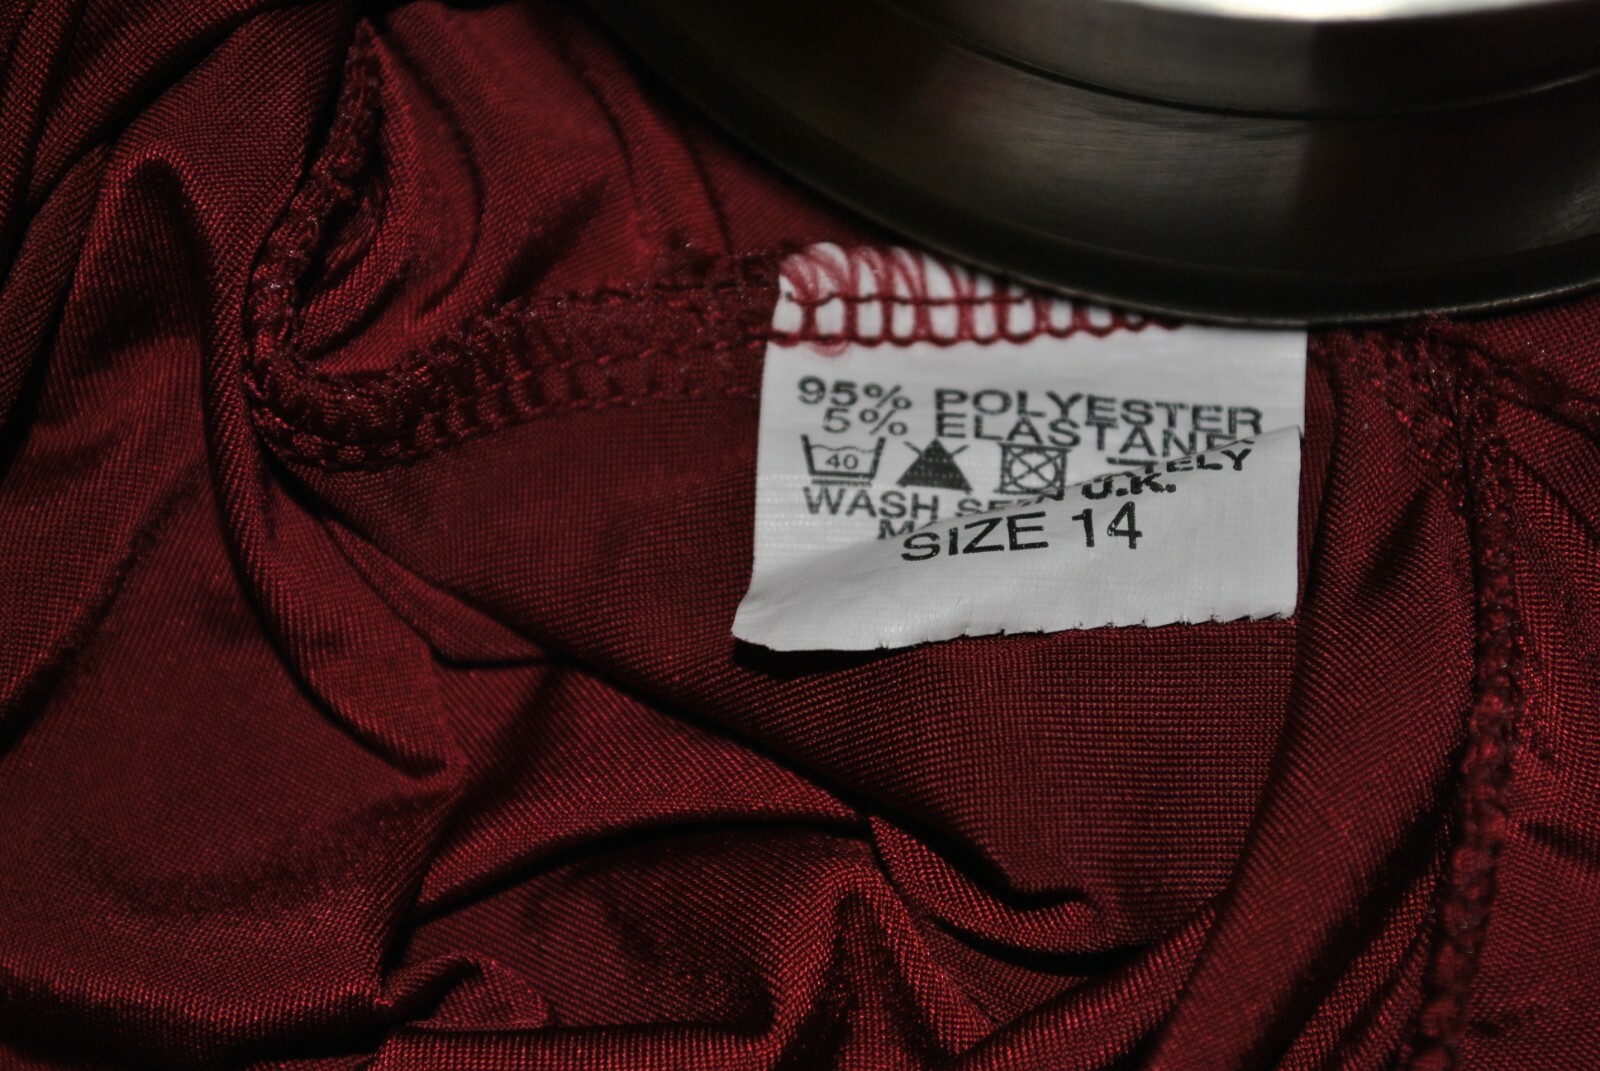 95% POLYESTER
5% ELASTANE
40
WASH
U.K.
SIZE 14